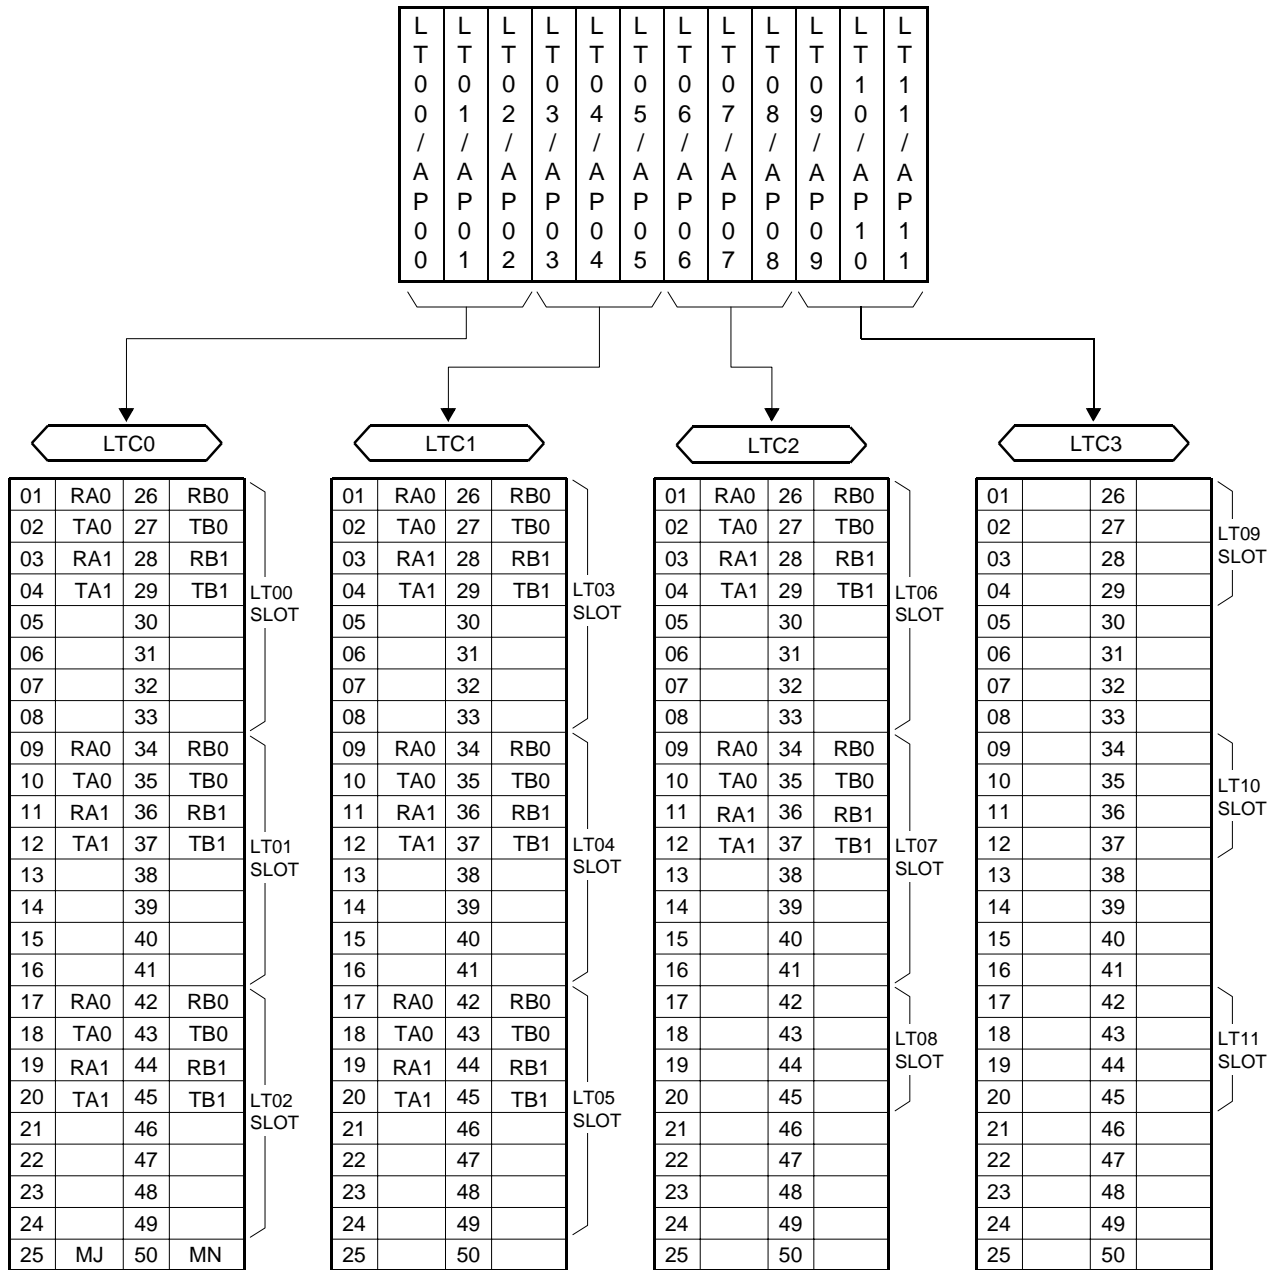 LT00/AP00
LT01/AP01
LT02/AP02
LT03/AP03
LT04/AP04
LT05/AP05
LT06/AP06
LT07/AP07
LT08/AP08
LT09/AP09
LT10/AP10
LT11/AP11
LTC0
01 RA0 26 RB0
02 TA0 27 TB0
03 RA1 28 RB1
04 TA1 29 TB1
05 30
06 31
07 32
08 33
LT00
SLOT
09 RA0 34 RB0
10 TA0 35 TB0
11 RA1 36 RB1
12 TA1 37 TB1
13 38
14 39
15 40
16 41
LT01
SLOT
17 RA0 42 RB0
18 TA0 43 TB0
19 RA1 44 RB1
20 TA1 45 TB1
21 46
22 47
23 48
24 49
LT02
SLOT
25 MJ 50 MN
LTC1
01 RA0 26 RB0
02 TA0 27 TB0
03 RA1 28 RB1
04 TA1 29 TB1
05 30
06 31
07 32
08 33
LT03
SLOT
09 RA0 34 RB0
10 TA0 35 TB0
11 RA1 36 RB1
12 TA1 37 TB1
13 38
14 39
15 40
16 41
LT04
SLOT
17 RA0 42 RB0
18 TA0 43 TB0
19 RA1 44 RB1
20 TA1 45 TB1
21 46
22 47
23 48
24 49
LT05
SLOT
25 50
LTC2
01 RA0 26 RB0
02 TA0 27 TB0
03 RA1 28 RB1
04 TA1 29 TB1
05 30
06 31
07 32
08 33
LT06
SLOT
09 RA0 34 RB0
10 TA0 35 TB0
11 RA1 36 RB1
12 TA1 37 TB1
13 38
14 39
15 40
16 41
LT07
SLOT
17 42
18 43
19 44
20 45
LT08
SLOT
21 46
22 47
23 48
24 49
25 50
LTC3
01 26
02 27
03 28
04 29
LT09
SLOT
05 30
06 31
07 32
08 33
09 34
10 35
11 36
12 37
LT10
SLOT
13 38
14 39
15 40
16 41
17 42
18 43
19 44
20 45
LT11
SLOT
21 46
22 47
23 48
24 49
25 50